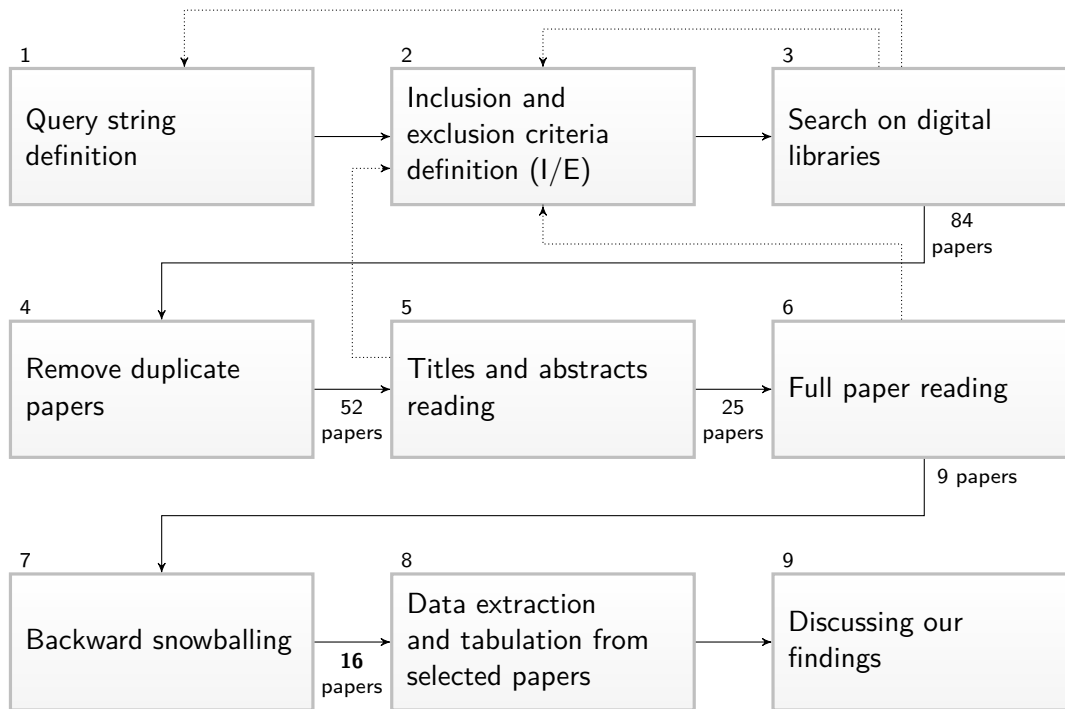 1
Query string
definition
2
Inclusion and
exclusion criteria
definition (I/E)
3
Search on digital
libraries
84
papers
4
Remove duplicate
papers
52
papers
5
Titles and abstracts
reading
25
papers
6
Full paper reading
9 papers
7
Backward snowballing
16
papers
8
Data extraction
and tabulation from
selected papers
9
Discussing our
findings